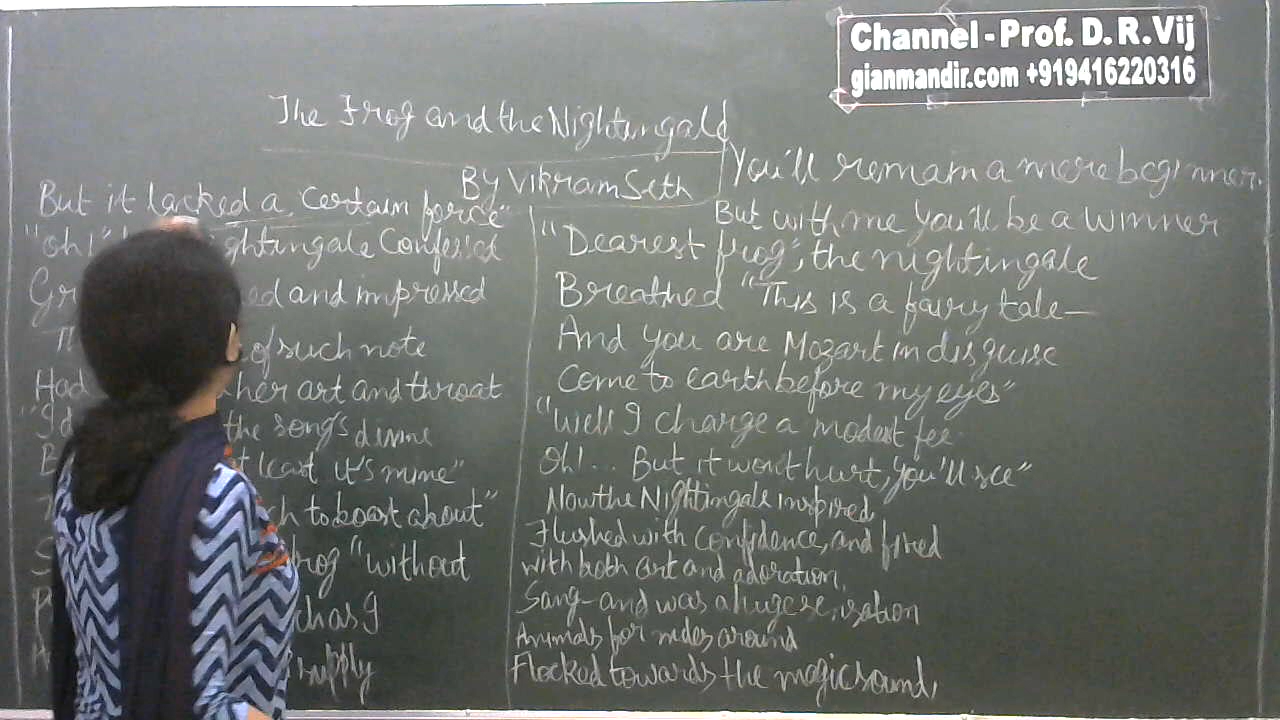 Channel - Prof. D. R. Vij
gianmandir.com +919416220316
The Frog and the Nightingale
By Vikram Seth
But it lacked a certain force"
"oh!" ightingale Confessed
Gr ed and impressed
Th of such note
Had her art and throat
"I d the song's divine
B t least it's mine"
ch to boast about"
S rog "without
ch as I
supply
You'll remain a mere beginner.
But with me you'll be a winner
"Dearest frog", the nightingale
Breathed "This is a fairy tale—
And you are Mozart in disguise
Come to earth before my eyes"
"Well I charge a modest fee.
Oh!... But it won't hurt, you'll see"
Now the Nightingale inspired,
Flushed with confidence, and fired
with both art and adoration,
Sang - and was a huge sensation
Animals for miles around
Flocked towards the magic sound,